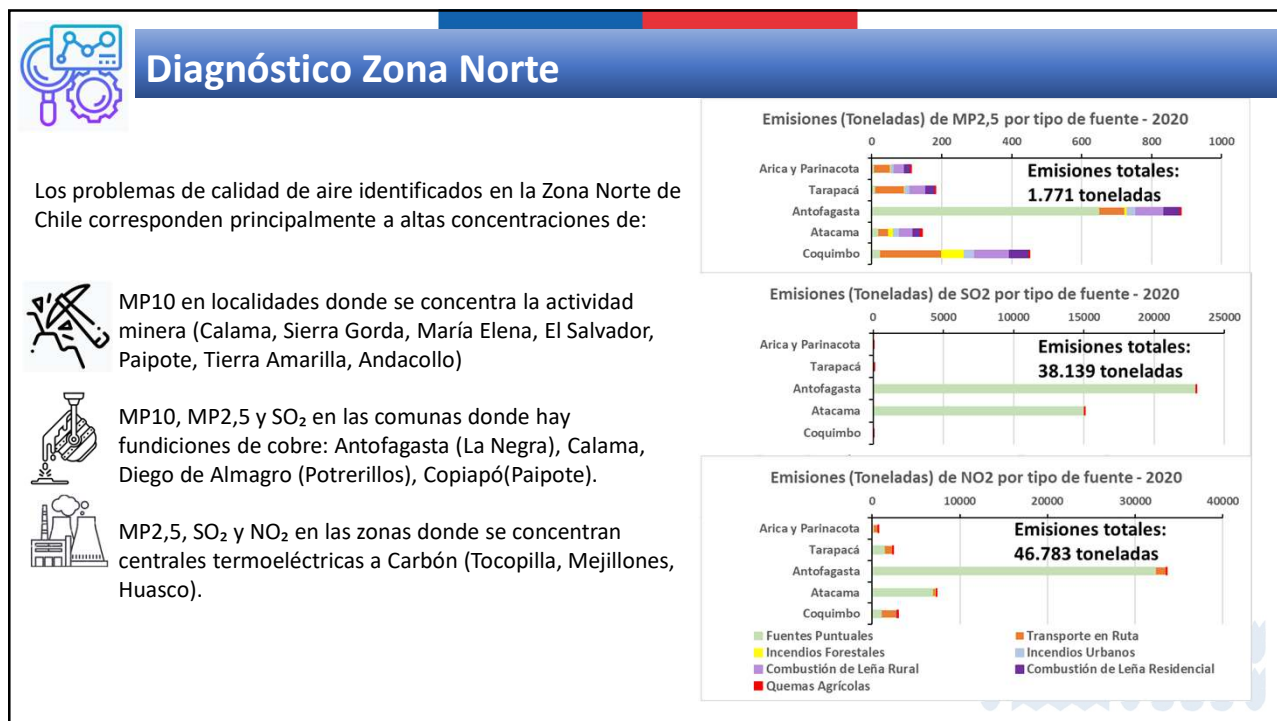 Diagnóstico Zona Norte
Los problemas de calidad de aire identificados en la Zona Norte de
Chile corresponden principalmente a altas concentraciones de:
MP10 en localidades donde se concentra la actividad
minera (Calama, Sierra Gorda, María Elena, El Salvador,
Paipote, Tierra Amarilla, Andacollo)
MP10, MP2,5 y SO₂ en las comunas donde hay
fundiciones de cobre: Antofagasta (La Negra), Calama,
Diego de Almagro (Potrerillos), Copiapó(Paipote).
MP2,5, SO₂ y NO₂ en las zonas donde se concentran
centrales termoeléctricas a Carbón (Tocopilla, Mejillones,
Huasco).
Emisiones (Toneladas) de MP2,5 por tipo de fuente - 2020
0 200 400 600 800 1000
Arica y Parinacota
Tarapacá
Antofagasta
Atacama
Coquimbo
Emisiones totales:
1.771 toneladas
Emisiones (Toneladas) de SO2 por tipo de fuente - 2020
0 5000 10000 15000 20000 25000
Arica y Parinacota
Tarapacá
Antofagasta
Atacama
Coquimbo
Emisiones totales:
38.139 toneladas
Emisiones (Toneladas) de NO2 por tipo de fuente - 2020
0 10000 20000 30000 40000
Arica y Parinacota
Tarapacá
Antofagasta
Atacama
Coquimbo
Emisiones totales:
46.783 toneladas
Fuentes Puntuales Transporte en Ruta
Incendios Forestales Incendios Urbanos
Combustión de Leña Rural Combustión de Leña Residencial
Quemas Agrícolas